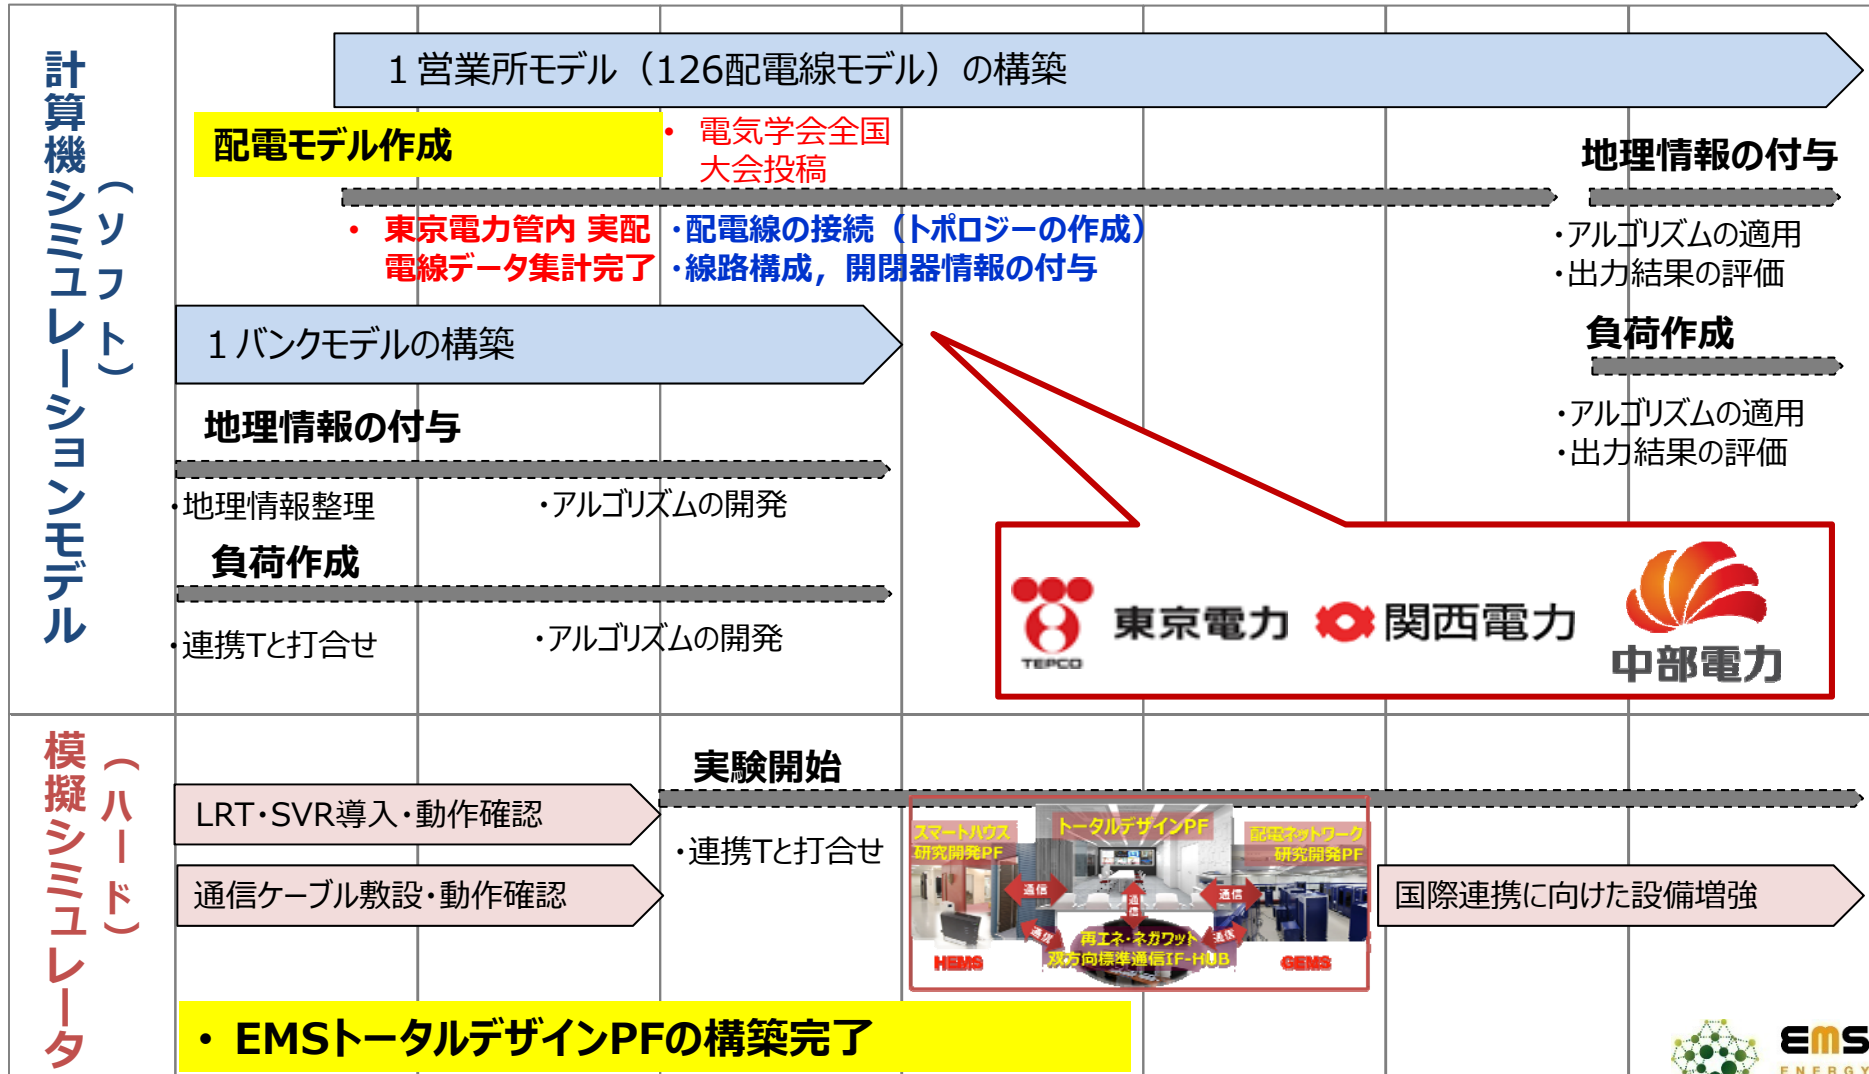 計算機シミュレーションモデル
（ソフト）
１営業所モデル（126配電線モデル）の構築
配電モデル作成
• 電気学会全国
大会投稿
地理情報の付与
• 東京電力管内 実配
電線データ集計完了
・配電線の接続（トポロジーの作成）
・線路構成，開閉器情報の付与
・アルゴリズムの適用
・出力結果の評価
１バンクモデルの構築
負荷作成
・アルゴリズムの適用
・出力結果の評価
地理情報の付与
・地理情報整理
・アルゴリズムの開発
負荷作成
・連携Tと打合せ
・アルゴリズムの開発
TEPCO
東京電力
関西電力
中部電力
模擬シミュレータ
（ハード）
実験開始
LRT・SVR導入・動作確認
・連携Tと打合せ
通信ケーブル敷設・動作確認
スマートハウス
研究開発PF
トータルデザインPF
配電ネットワーク
研究開発PF
通信
通信
通信
通信
通信
再エネ・ネガワット
双方向標準通信IF-HUB
HEMS
GEMS
国際連携に向けた設備増強
• EMSトータルデザインPFの構築完了
EMS
ENERGY